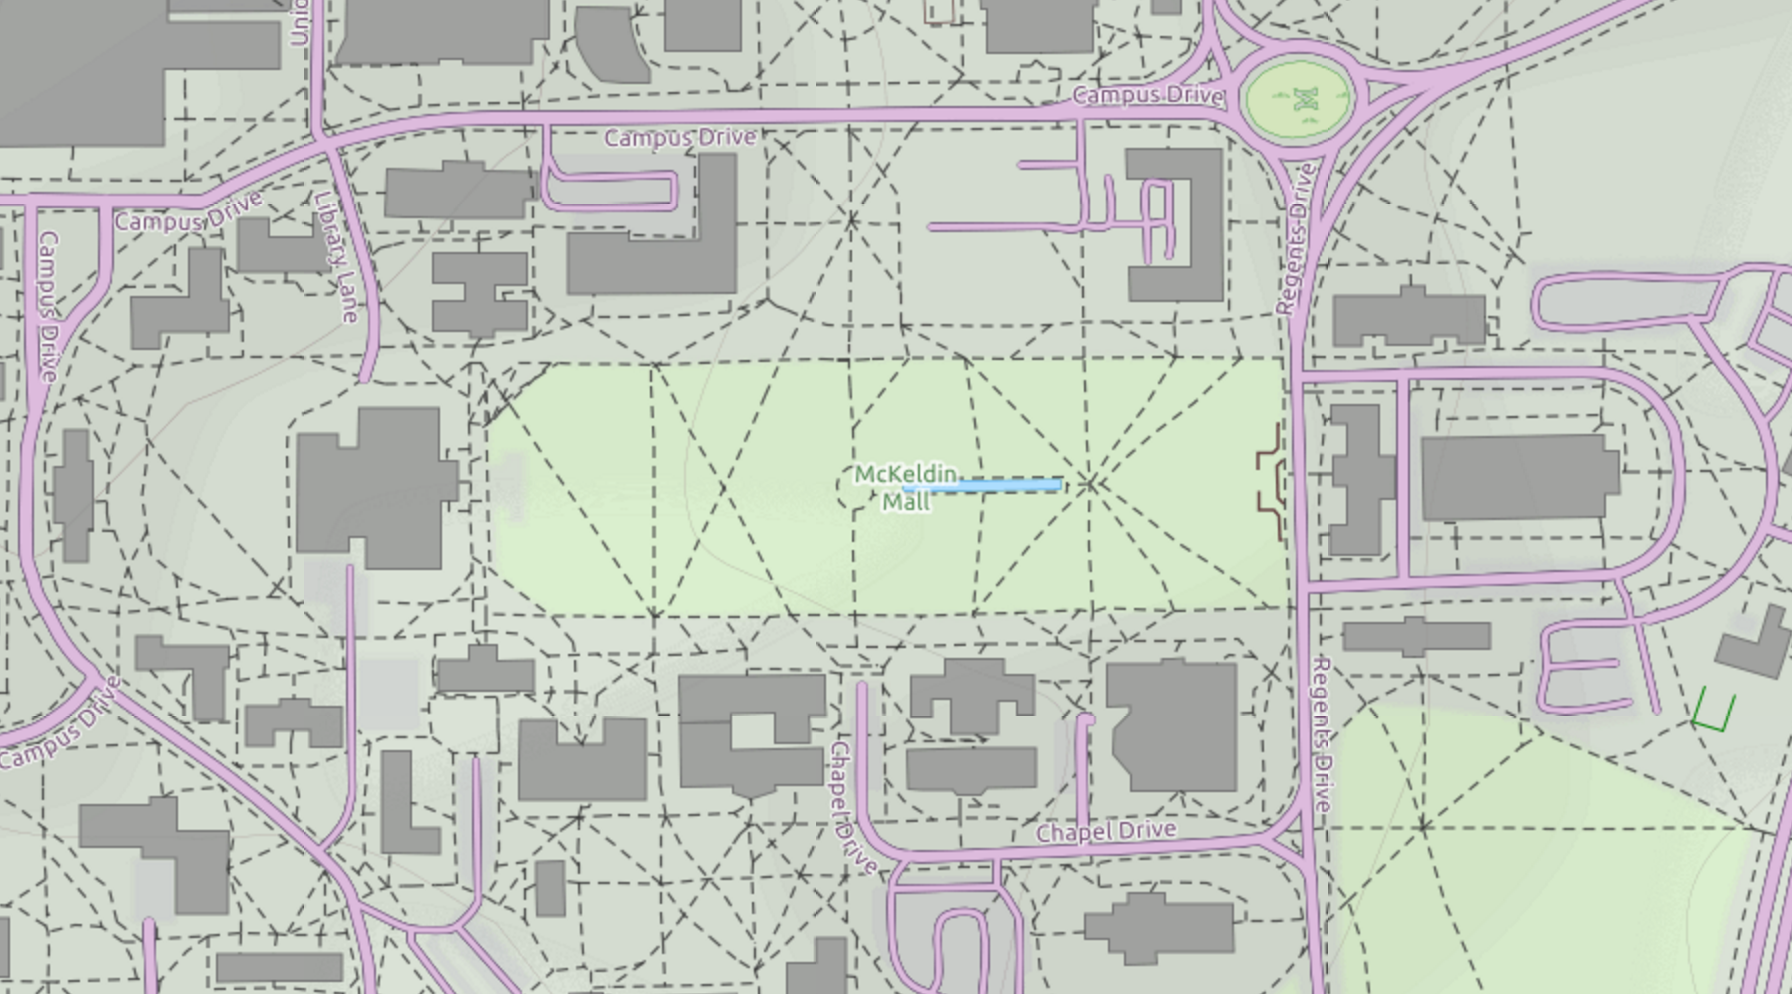 Unio
Campus Drive
Campus Drive
M
Campus Drive
Library Lane
Regents Drive
Campus Drive
McKeldin
Mall
Campus Drive
Regents Drive
Chapel Drive
Chapel Drive